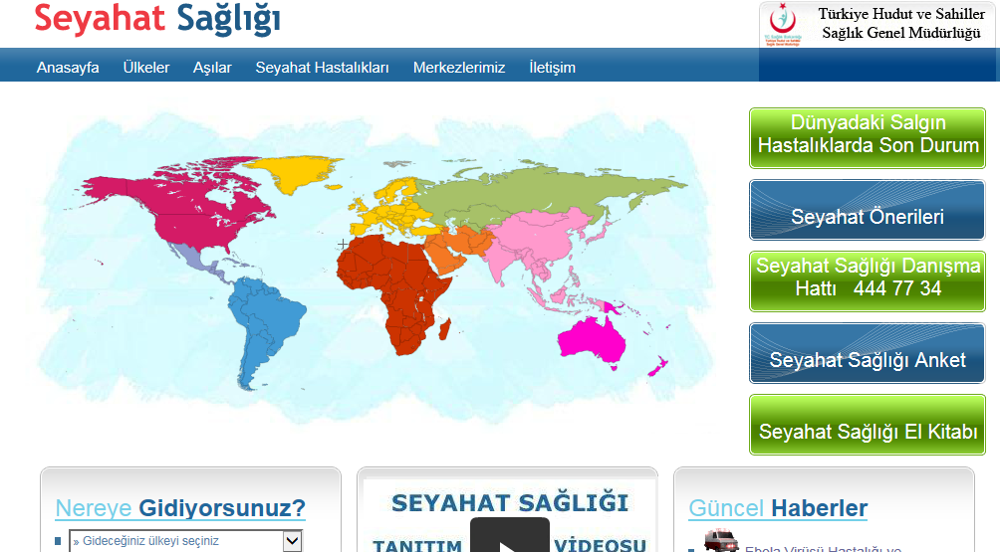 Seyahat Sağlığı
Türkiye Hudut ve Sahiller
Sağlık Genel Müdürlüğü
Anasayfa Ülkeler Aşılar Seyahat Hastalıkları Merkezlerimiz İletişim
Dünyadaki Salgın
Hastalıklarda Son Durum
Seyahat Önerileri
Seyahat Sağlığı Danışma
Hattı 444 77 34
Seyahat Sağlığı Anket
Seyahat Sağlığı El Kitabı
Nereye Gidiyorsunuz?
» Gideceğiniz ülkeyi seçiniz
SEYAHAT SAĞLIĞI
TANITIM VİDEOSU
Güncel Haberler
Ebola Virüsü Hastalığı ve